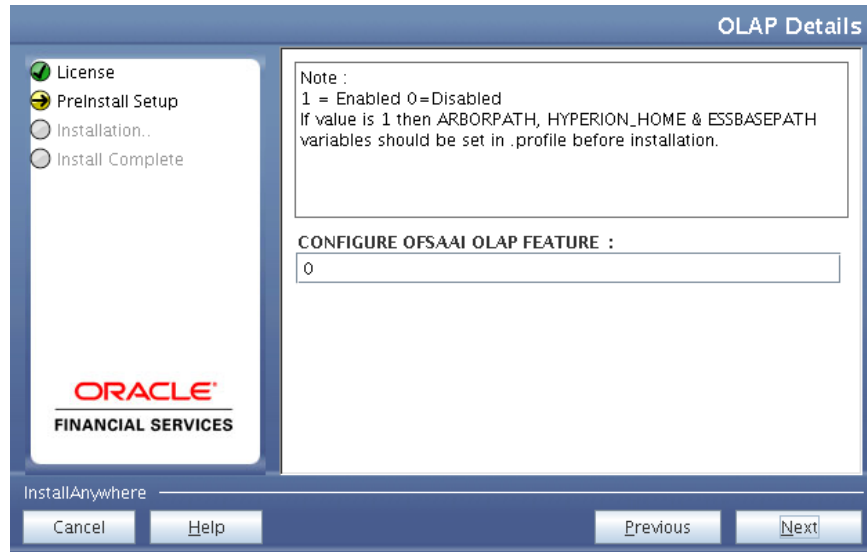 OLAP Details
License
PreInstall Setup
Installation..
Install Complete
ORACLE
FINANCIAL SERVICES
Note :
1 = Enabled 0=Disabled
If value is 1 then ARBORPATH, HYPERION_HOME & ESSBASEPATH
variables should be set in .profile before installation.
CONFIGURE OFSAAI OLAP FEATURE :
0
InstallAnywhere
Cancel
Help
Previous
Next